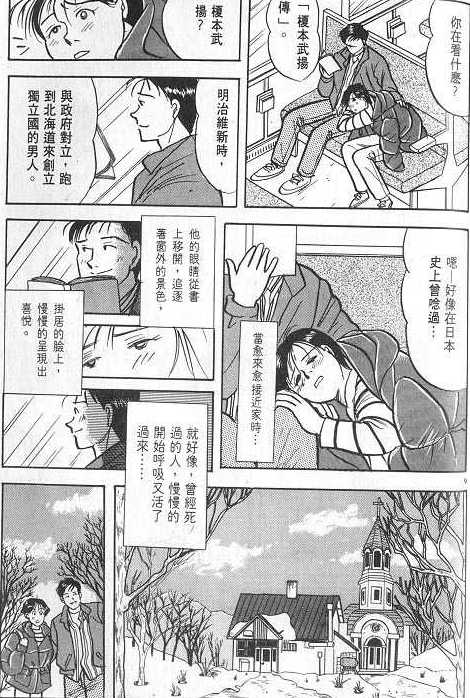 你在看什麼?
「榎本武揚
傳」。
榎本武
揚?
明治維新時,
與政府對立,跑
到北海道來創立
獨立國的男人。
嗯—好像在日本
史上曾唸過⋯
當愈來愈
接近家時⋯
他的眼睛從書
上移開,追逐
著窗外的景色,
掛居的臉上,
慢慢的呈現出
喜悅。
就好像,曾經死
過的人,慢慢的
開始呼吸又活了
過來⋯⋯
9